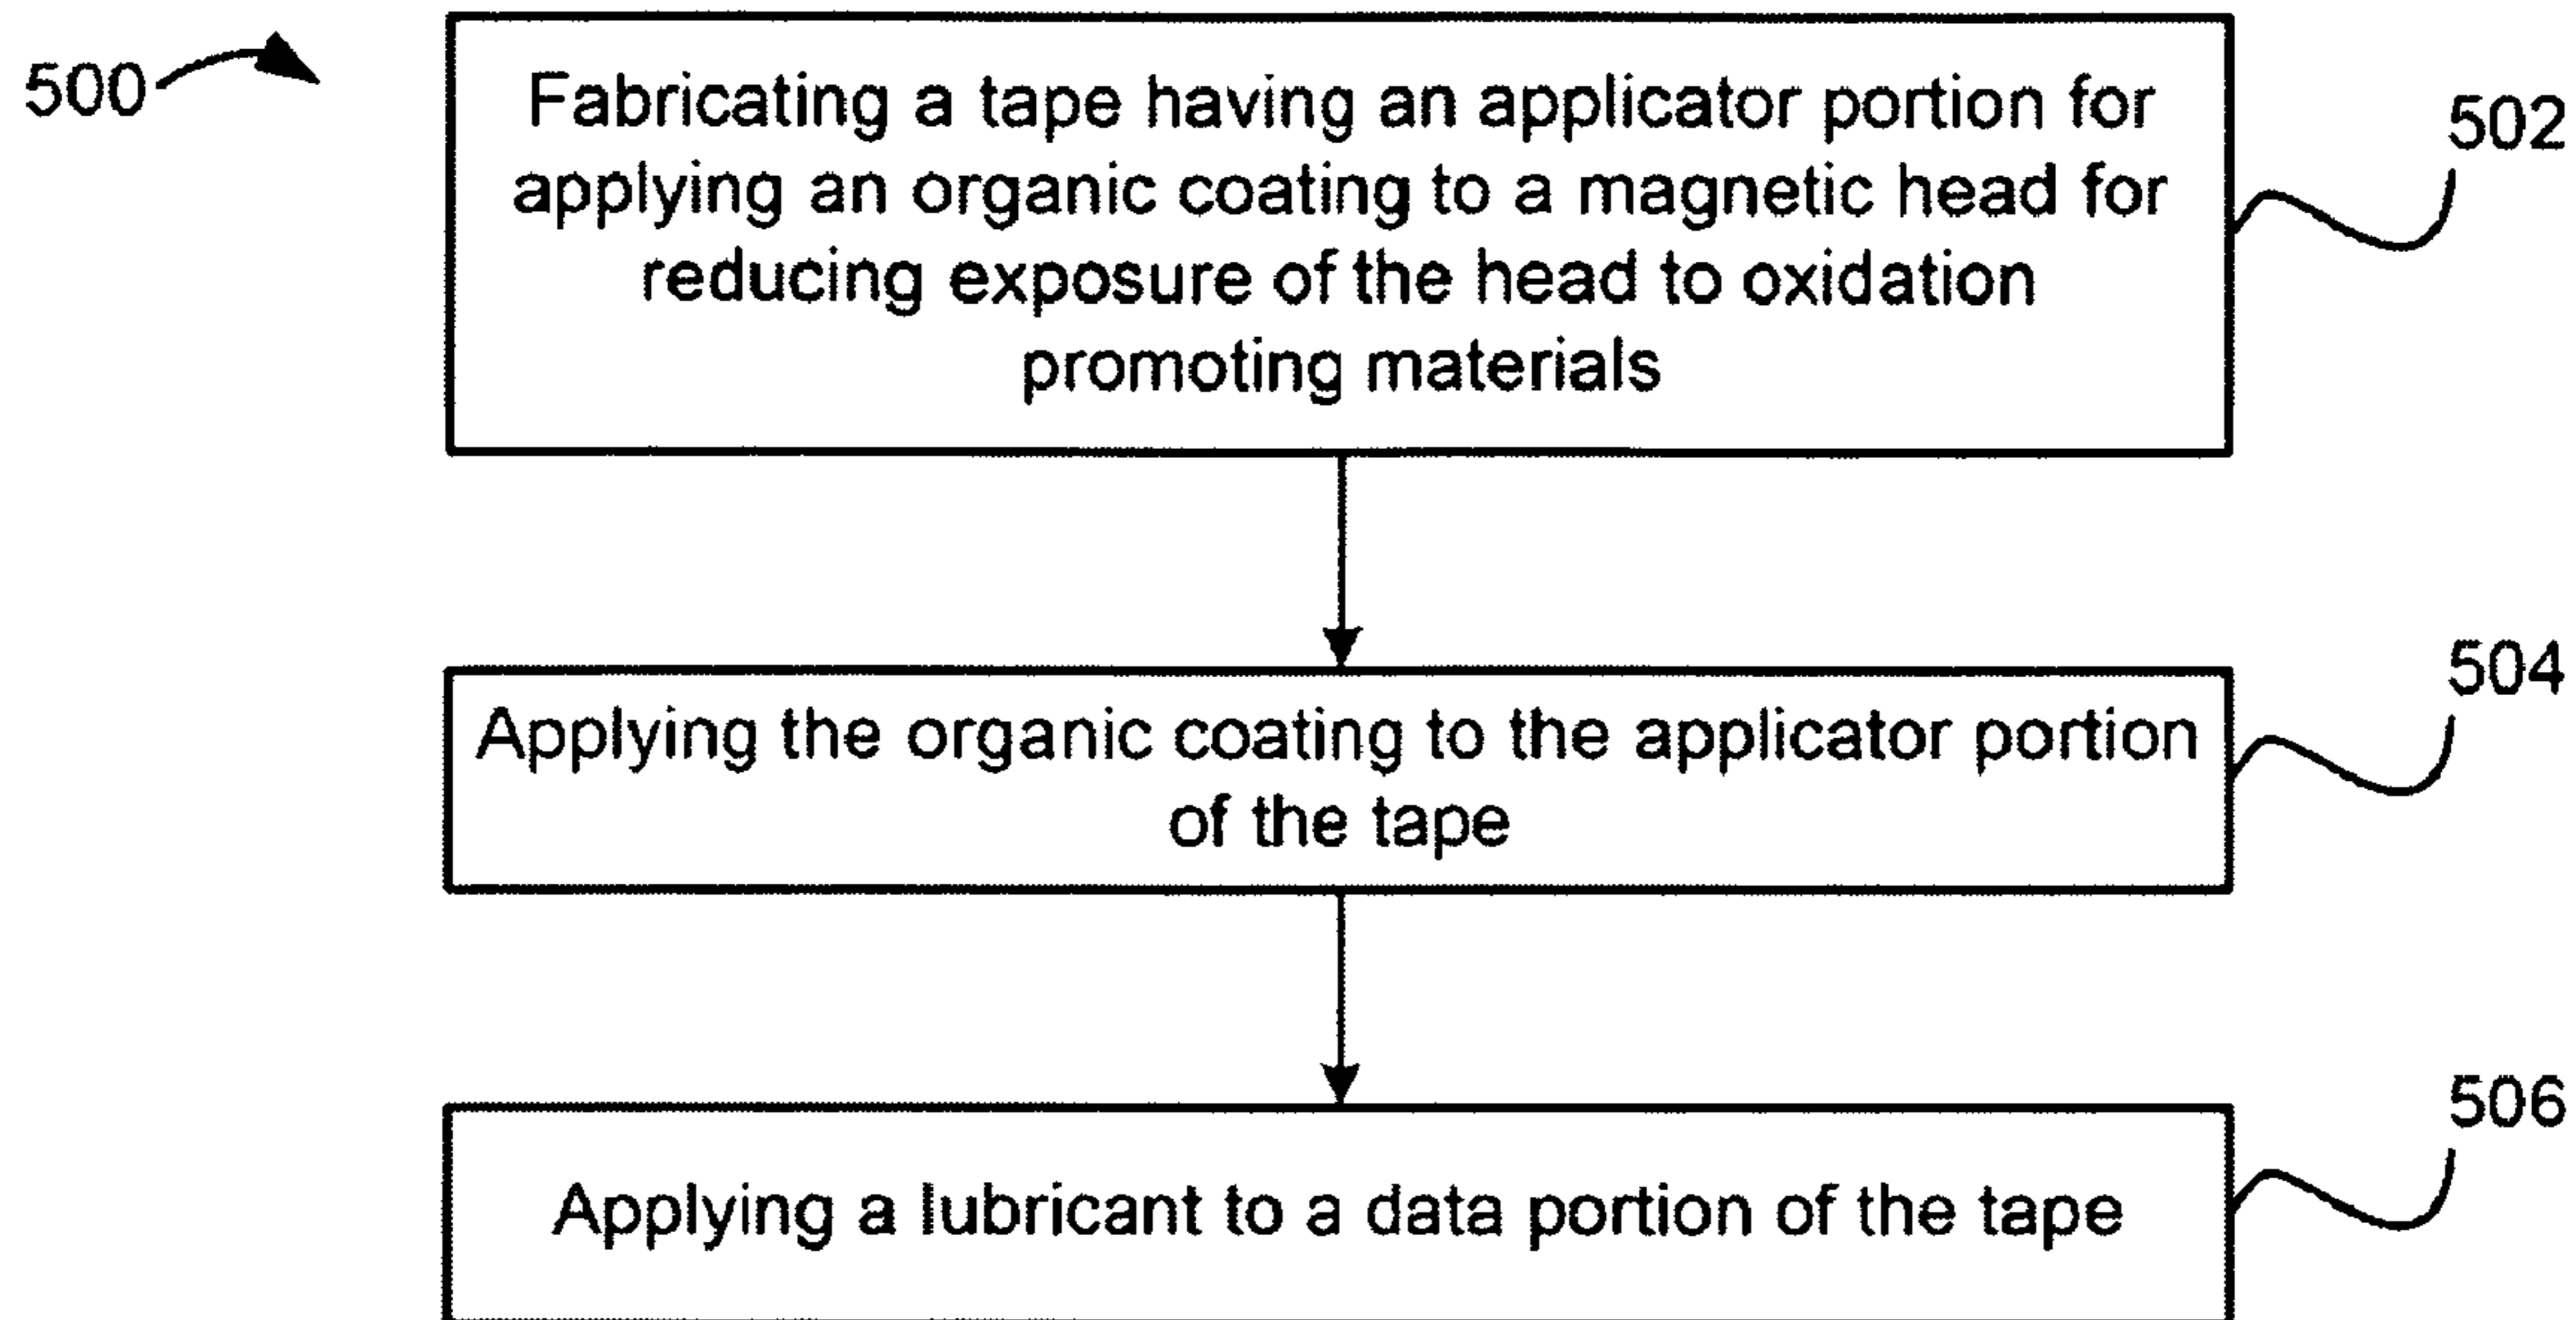 500
Fabricating a tape having an applicator portion for
applying an organic coating to a magnetic head for
reducing exposure of the head to oxidation
promoting materials
502
Applying the organic coating to the applicator portion
of the tape
504
Applying a lubricant to a data portion of the tape
506